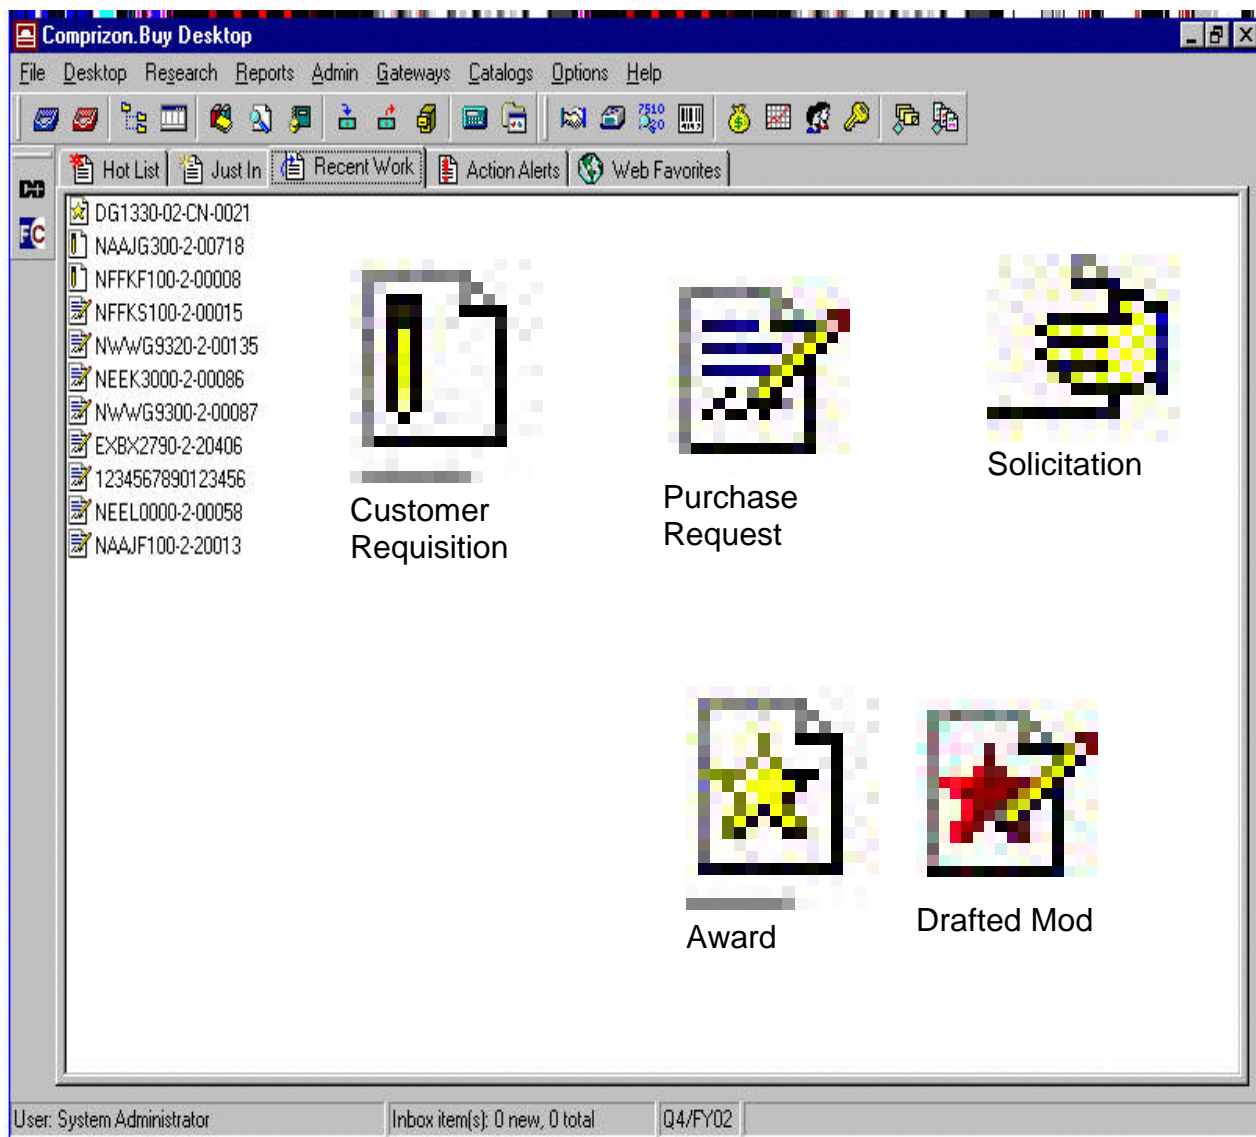 Comprizon.Buy Desktop
File Desktop Research Reports Admin Gateways Catalogs Options Help
7510
Hot List Just In Recent Work Action Alerts Web Favorites
DG1330-02-CN-0021
NAAJG300-2-00718
NFFKF100-2-00008
NFFKS100-2-00015
NWWG9320-2-00135
NEEK3000-2-00086
NWWG9300-2-00087
EXBX2790-2-20406
1234567890123456
NEEL0000-2-00058
NAAJF100-2-20013
FC
Customer
Requisition
Purchase
Request
Solicitation
Award
Drafted Mod
User: System Administrator Inbox item(s): 0 new, 0 total Q4/FY02